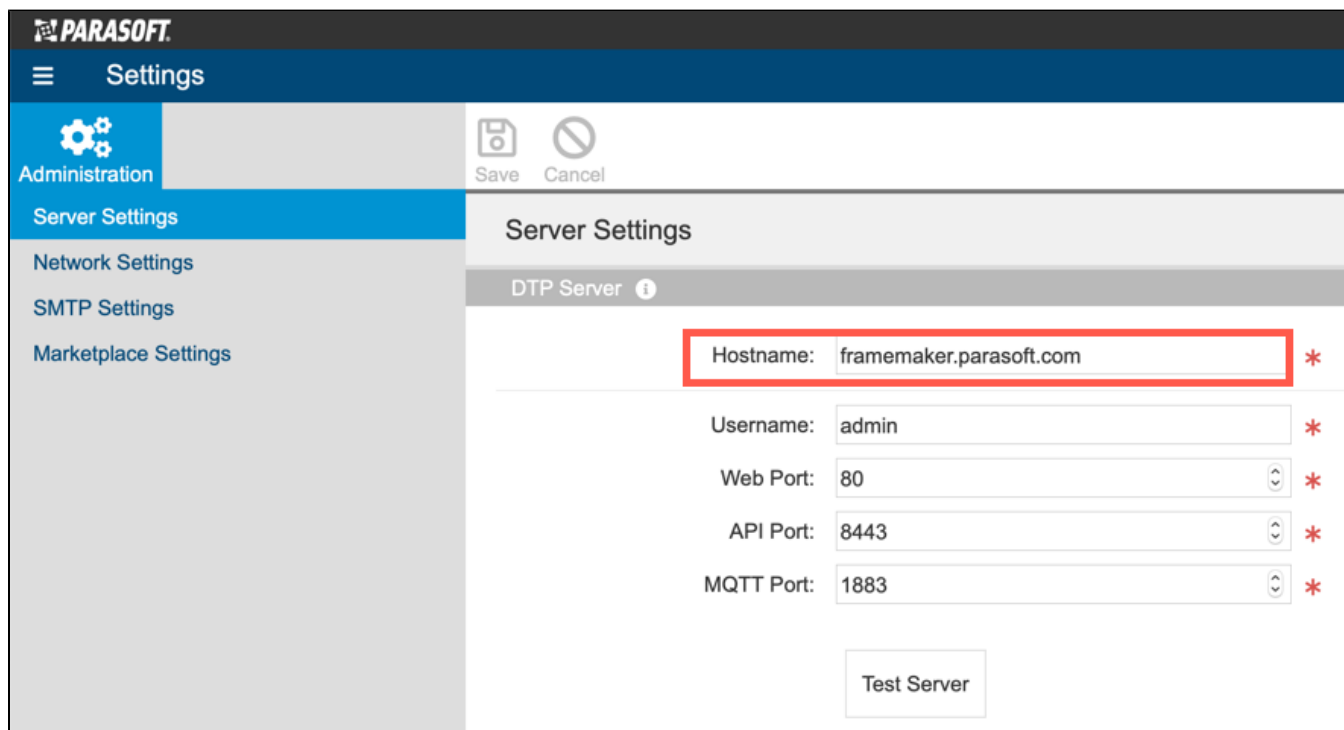 PARASOFT.
Settings
Administration
Save Cancel
Server Settings
Network Settings
SMTP Settings
Marketplace Settings
Server Settings
DTP Server
Hostname: framemaker.parasoft.com *
Username: admin *
Web Port: 80 *
API Port: 8443 *
MQTT Port: 1883 *
Test Server